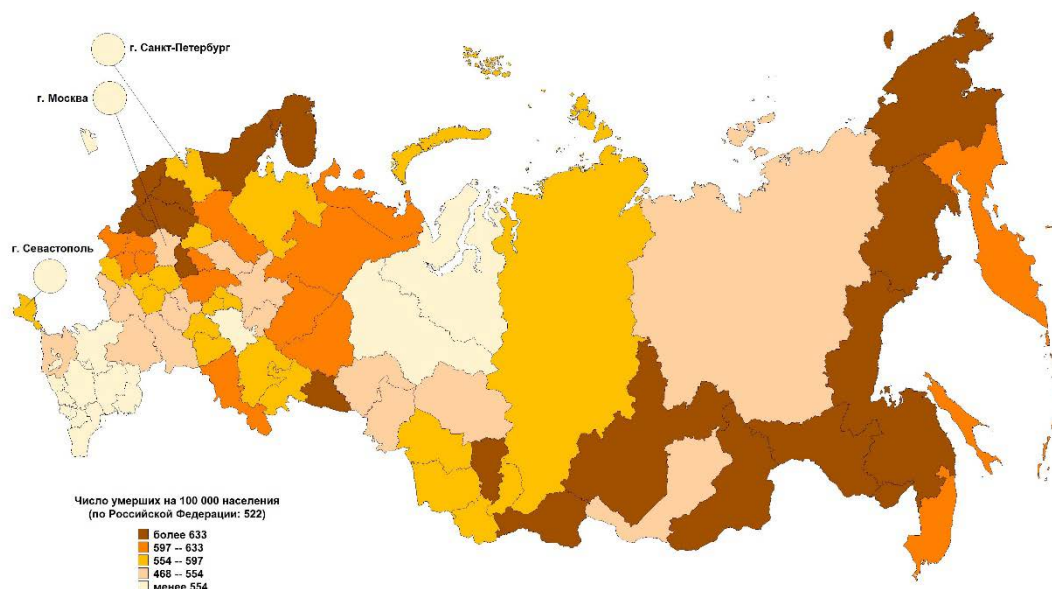 г. Санкт-Петербург
г. Москва
г. Севастополь
Число умерших на 100 000 населения
(по Российской Федерации: 522)
более 633
597 -- 633
554 -- 597
468 -- 554
менее 554